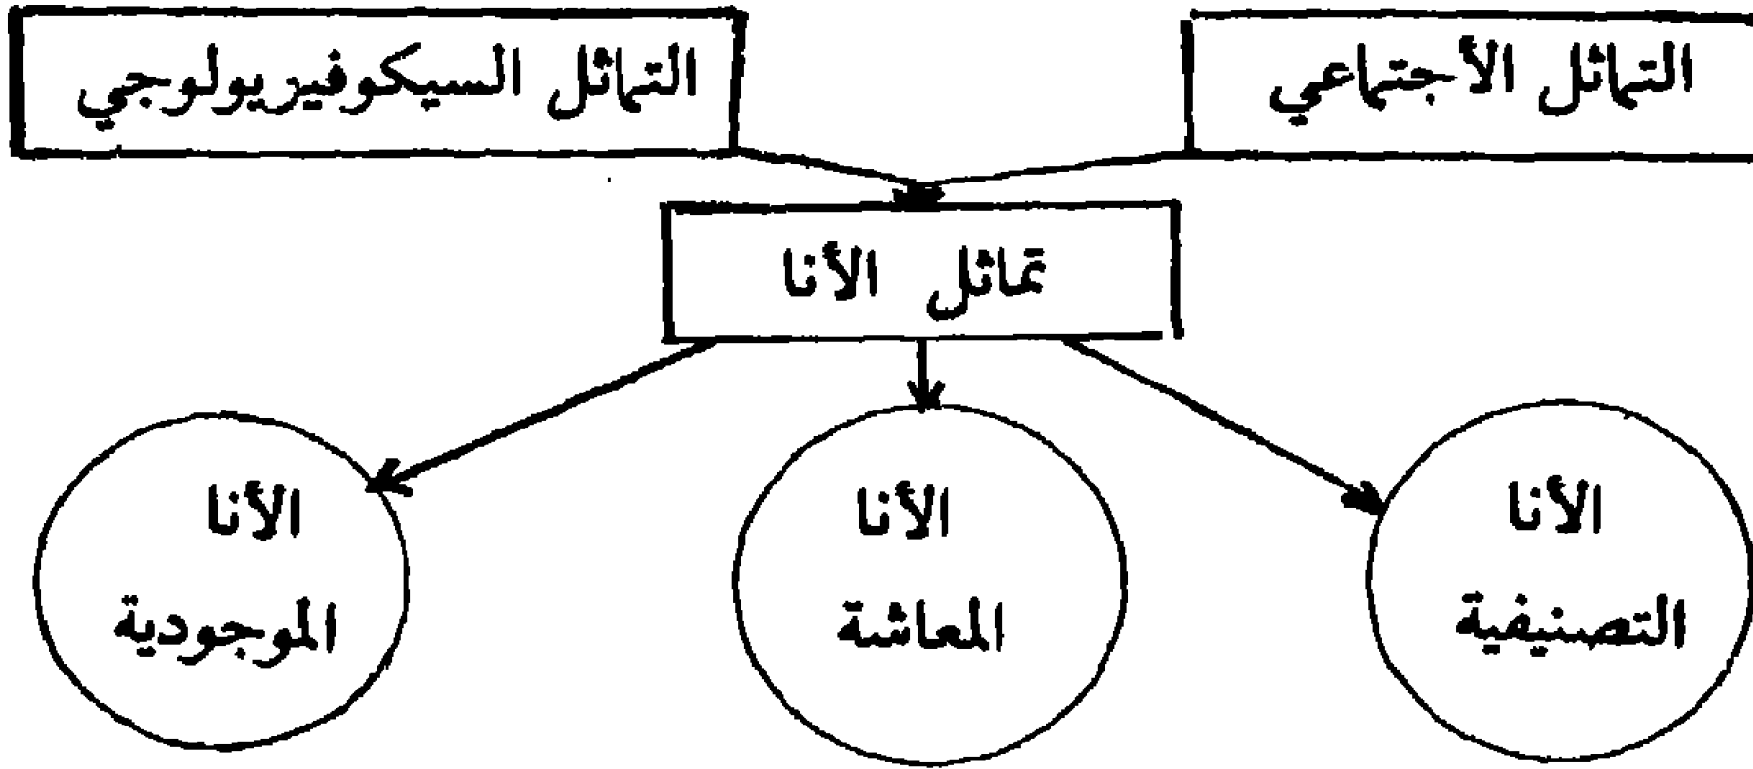 التماثل الأجتماعي
التماثل السيكوفيريولوجي
تماثل الأنا
الأنا
التصنيفية
الأنا
المعاشة
الأنا
الموجودية